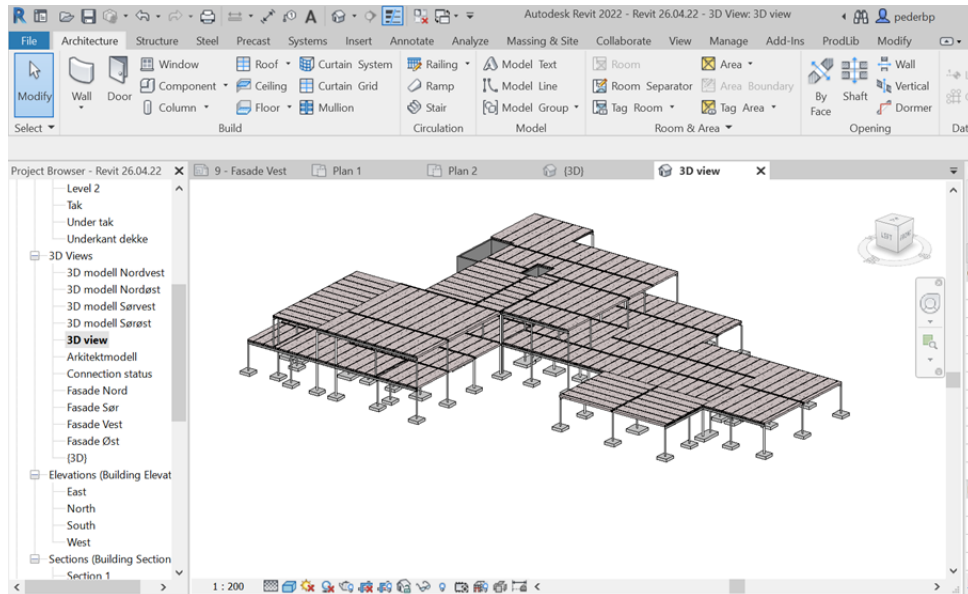 Autodesk Revit 2022 - Revit 26.04.22 - 3D View: 3D view
pederbp
File Architecture Structure Steel Precast Systems Insert Annotate Analyze Massing & Site Collaborate View Manage Add-Ins ProdLib Modify
Modify
Wall
Door
Window
Component
Column
Roof
Ceiling
Floor
Curtain System
Curtain Grid
Mullion
Railing
Ramp
Stair
Model Text
Model Line
Model Group
Room
Room Separator
Tag Room
Area
Area Boundary
Tag Area
By
Face
Shaft
Wall
Vertical
Dormer
Select Build Circulation Model Room & Area Opening Dat
Project Browser - Revit 26.04.22
9 - Fasade Vest Plan 1 Plan 2 {3D} 3D view
Level 2
Tak
Under tak
Underkant dekke
3D Views
3D modell Nordvest
3D modell Nordøst
3D modell Sørvest
3D modell Sørøst
3D view
Arkitektmodell
Connection status
Fasade Nord
Fasade Sør
Fasade Vest
Fasade Øst
{3D}
Elevations (Building Elevat
East
North
South
West
Sections (Building Section
Section 1
LEFT
1 : 200